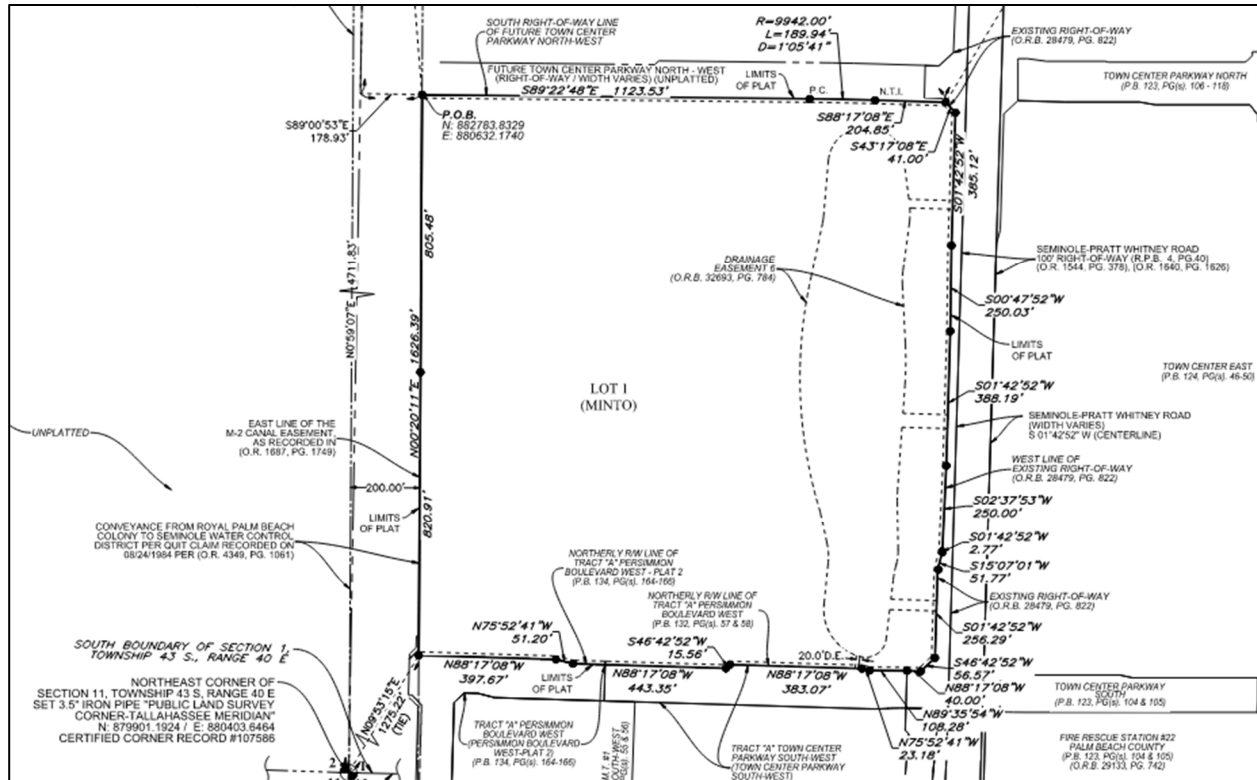 SOUTH RIGHT-OF-WAY LINE
OF FUTURE TOWN CENTER
PARKWAY NORTH-WEST
R=9942.00'
L=189.94'
D=1°05'41"
EXISTING RIGHT-OF-WAY
(O.R.B. 28479, PG. 822)
FUTURE TOWN CENTER PARKWAY NORTH - WEST
(RIGHT-OF-WAY / WIDTH VARIES) (UNPLATTED)
S89°22'48"E 1123.53'
LIMITS
OF PLAT
P.C.
N.T.I.
TOWN CENTER PARKWAY NORTH
(P.B. 123, PG(s). 106 - 118)
S89°00'53"E
178.93'
P.O.B.
N: 882783.8329
E: 880632.1740
S88°17'08"E
204.85'
S43°17'08"E
41.00'
S01°42'52"W
385.12'
805.48'
N0°59'07"E 4711.83'
N00°20'11"E 1626.39'
DRAINAGE
EASEMENT 6
(O.R.B. 32693, PG. 784)
SEMINOLE-PRATT WHITNEY ROAD
100' RIGHT-OF-WAY (R.P.B. 4, PG.40)
(O.R. 1544, PG. 378), (O.R. 1640, PG. 1626)
S00°47'52"W
250.03'
LIMITS
OF PLAT
TOWN CENTER EAST
(P.B. 124, PG(s). 46-50)
LOT 1
(MINTO)
S01°42'52"W
388.19'
SEMINOLE-PRATT WHITNEY ROAD
(WIDTH VARIES)
S 01°42'52" W (CENTERLINE)
UNPLATTED
EAST LINE OF THE
M-2 CANAL EASEMENT,
AS RECORDED IN
(O.R. 1687, PG. 1749)
WEST LINE OF
EXISTING RIGHT-OF-WAY
(O.R.B. 28479, PG. 822)
200.00'
LIMITS
OF PLAT
820.91'
S02°37'53"W
250.00'
CONVEYANCE FROM ROYAL PALM BEACH
COLONY TO SEMINOLE WATER CONTROL
DISTRICT PER QUIT CLAIM RECORDED ON
08/24/1984 PER (O.R. 4349, PG. 1061)
S01°42'52"W
2.77'
S15°07'01"W
51.77'
EXISTING RIGHT-OF-WAY
(O.R.B. 28479, PG. 822)
NORTHERLY R/W LINE OF
TRACT "A" PERSIMMON
BOULEVARD WEST - PLAT 2
(P.B. 134, PG(s). 164-166)
NORTHERLY R/W LINE OF
TRACT "A" PERSIMMON
BOULEVARD WEST
(P.B. 132, PG(s). 57 & 58)
N75°52'41"W
51.20'
S46°42'52"W
15.56'
20.0'D.E.
S01°42'52"W
256.29'
SOUTH BOUNDARY OF SECTION 1,
TOWNSHIP 43 S., RANGE 40 E
N88°17'08"W
397.67'
LIMITS
OF PLAT
N88°17'08"W
443.35'
N88°17'08"W
383.07'
S46°42'52"W
56.57'
N88°17'08"W
40.00'
N89°35'54"W
108.28'
N75°52'41"W
23.18'
NORTHEAST CORNER OF
SECTION 11, TOWNSHIP 43 S, RANGE 40 E
SET 3.5" IRON PIPE "PUBLIC LAND SURVEY
CORNER-TALLAHASSEE MERIDIAN"
N: 879901.1924 / E: 880403.6464
CERTIFIED CORNER RECORD #107586
N09°53'15"E
1275.22'
(TIE)
TOWN CENTER PARKWAY
SOUTH
(P.B. 123, PG(s). 104 & 105)
TRACT "A" PERSIMMON
BOULEVARD WEST
(PERSIMMON BOULEVARD
WEST-PLAT 2)
(P.B. 134, PG(s). 164-166)
M.T. #1
OUTH-WEST
PG(s). 55 & 56)
TRACT "A" TOWN CENTER
PARKWAY SOUTH-WEST
(TOWN CENTER PARKWAY
SOUTH-WEST)
FIRE RESCUE STATION #22
PALM BEACH COUNTY
(P.B. 123, PG(s). 104 & 105)
(O.R.B. 29133, PG. 742)
2